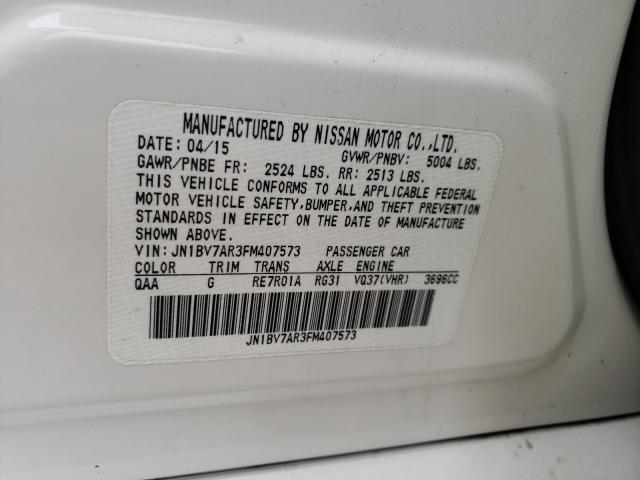 MANUFACTURED BY NISSAN MOTOR CO.,LTD.
DATE: 04/15 GVWR/PNBV: 5004 LBS.
GAWR/PNBE FR: 2524 LBS. RR: 2513 LBS.
THIS VEHICLE CONFORMS TO ALL APPLICABLE FEDERAL
MOTOR VEHICLE SAFETY,BUMPER,AND THEFT PREVENTION
STANDARDS IN EFFECT ON THE DATE OF MANUFACTURE
SHOWN ABOVE.
VIN: JN1BV7AR3FM407573 PASSENGER CAR
COLOR TRIM TRANS AXLE ENGINE
QAA G RE7R01A RG31 VQ37(VHR) 3696CC
JN1BV7AR3FM407573